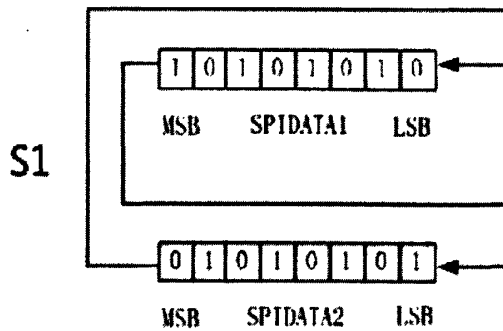 1 0 1 0 1 0 1 0
MSB SPIDATA1 LSB
S1
0 1 0 1 0 1 0 1
MSB SPIDATA2 LSB